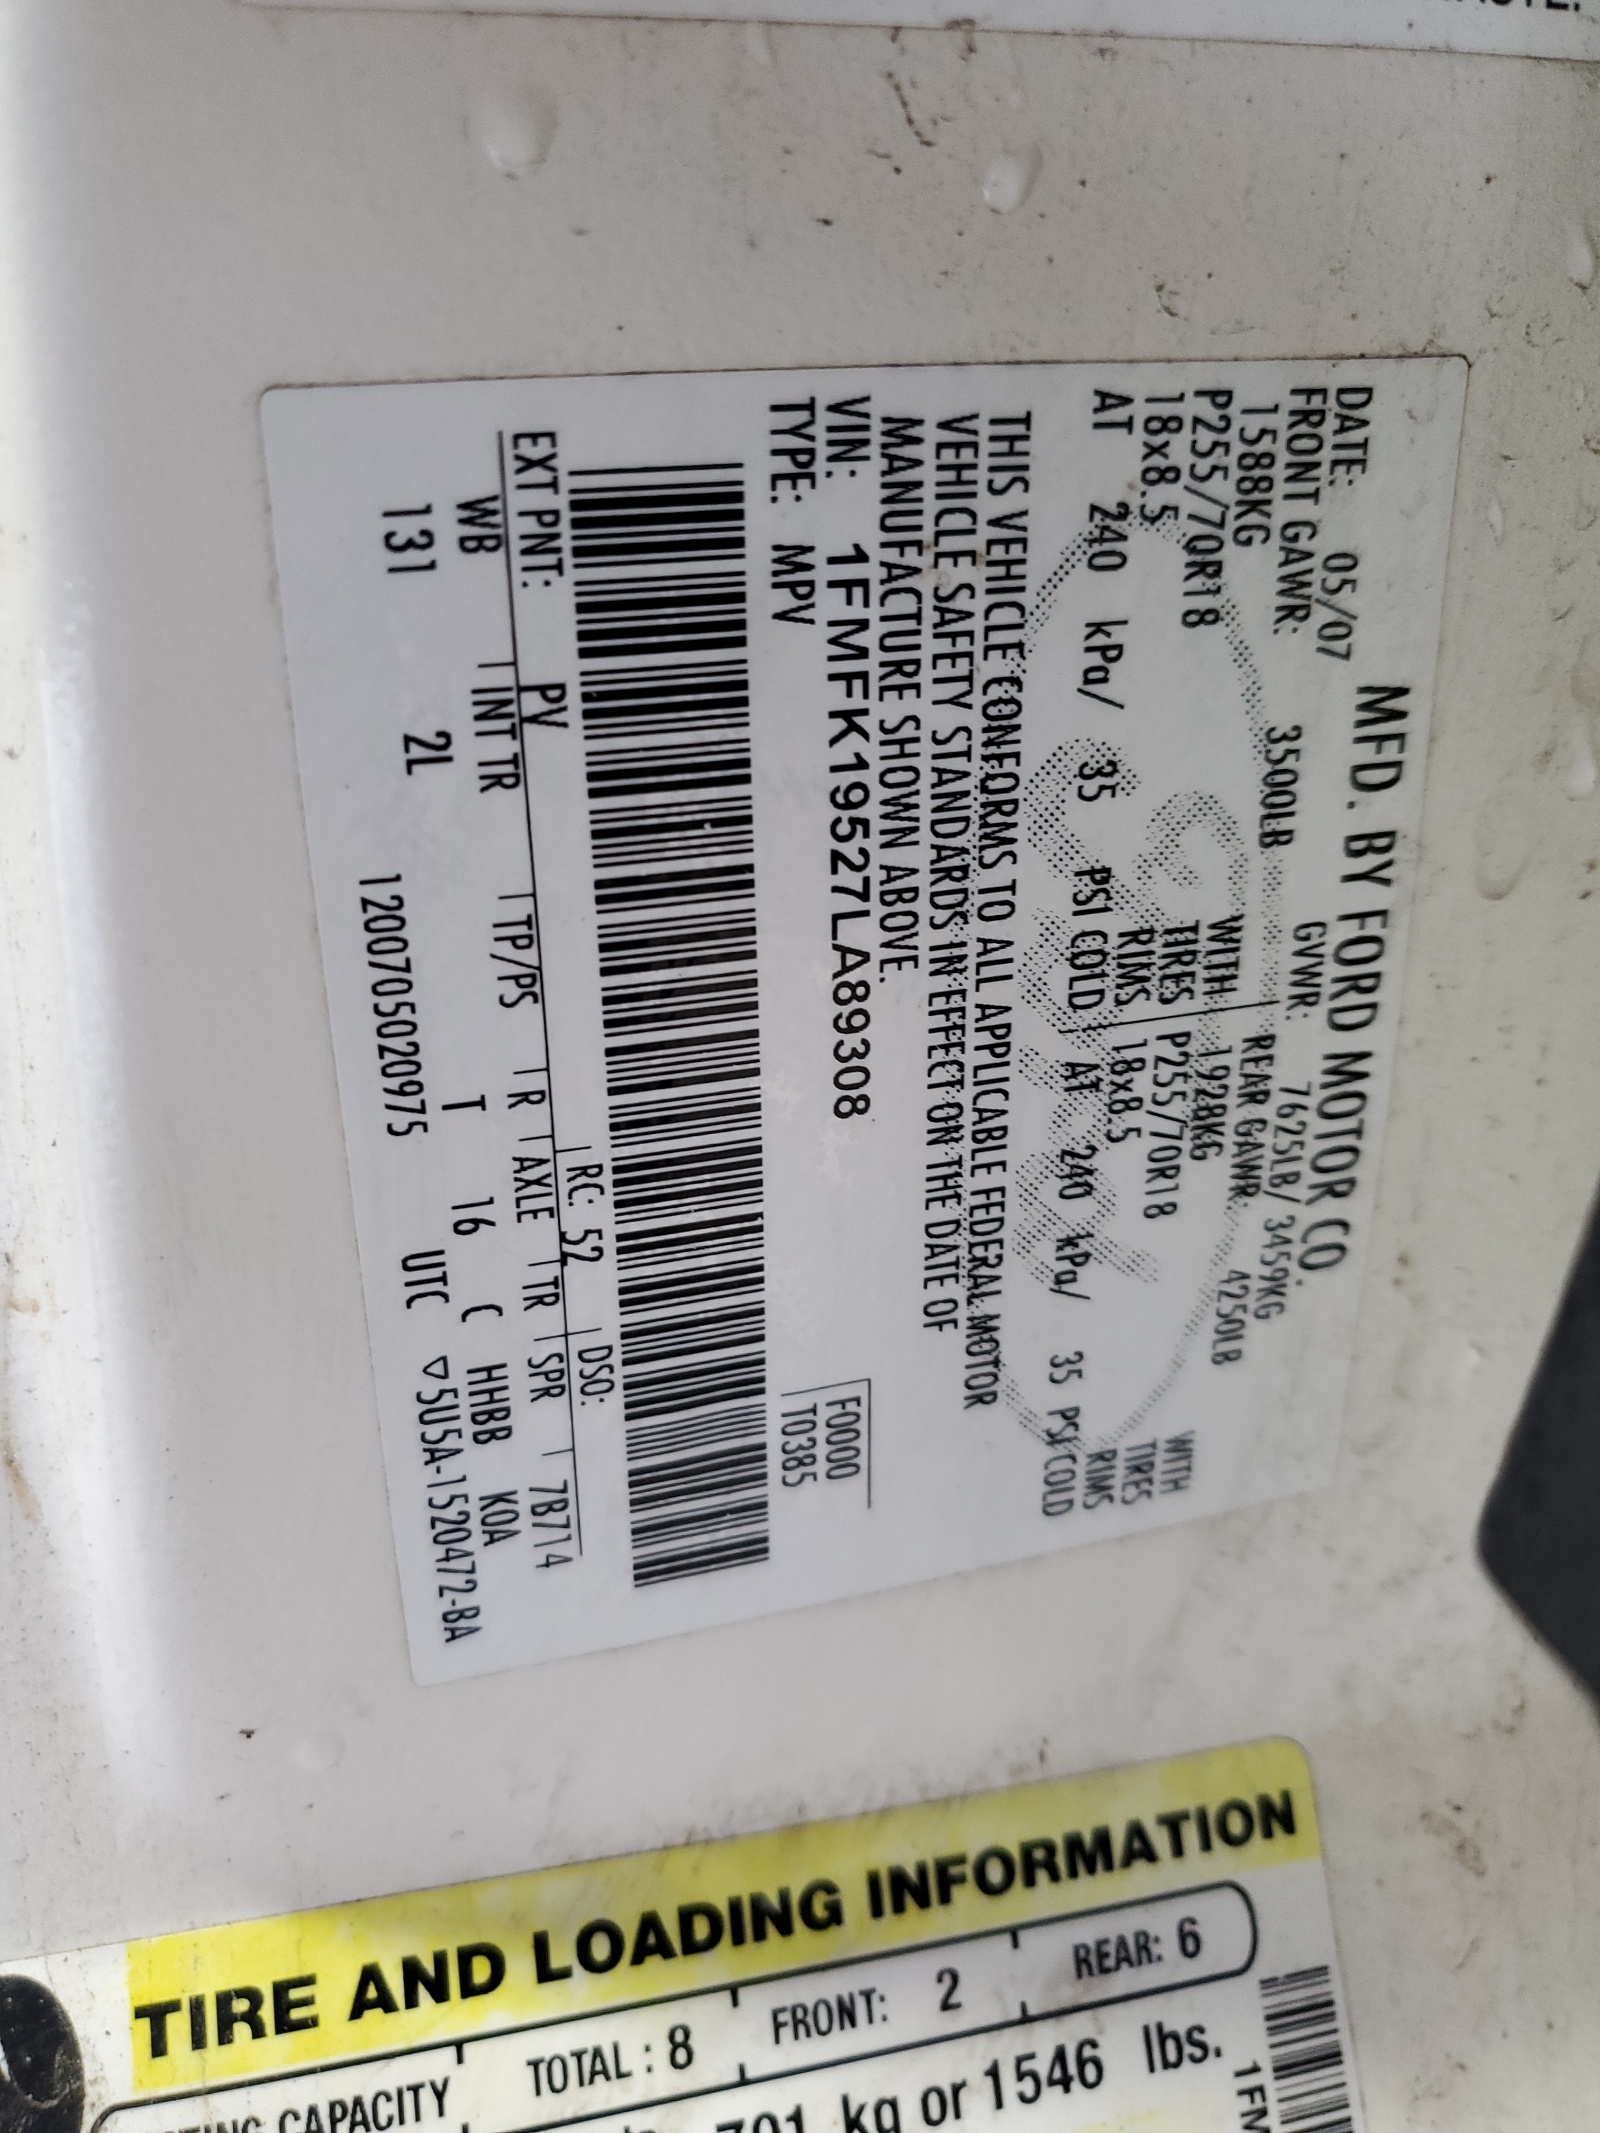 MFD. BY FORD MOTOR CO.
DATE: 05/07 GVWR: 7625LB/ 3459KG
FRONT GAWR: 3500LB REAR GAWR: 4250LB
1588KG WITH 1928KG WITH
P255/70R18 TIRES P255/70R18 TIRES
18x8.5 RIMS 18x8.5 RIMS
AT 240 kPa/ 35 PSI COLD AT 240 kPa/ 35 PSI COLD
THIS VEHICLE CONFORMS TO ALL APPLICABLE FEDERAL MOTOR
VEHICLE SAFETY STANDARDS IN EFFECT ON THE DATE OF
MANUFACTURE SHOWN ABOVE.
VIN: 1FMFK19527LA89308 F0000
TYPE: MPV T0385
EXT PNT: PV RC: 52 DSO:
WB INT TR TP/PS R AXLE TR SPR 7B714
131 2L T 16 C HHBB KOA
12007050209​75 UTC ▽5U5A-1520472-BA
TIRE AND LOADING INFORMATION
CAPACITY TOTAL : 8 FRONT: 2 REAR: 6
kg or 1546 lbs.
1FM